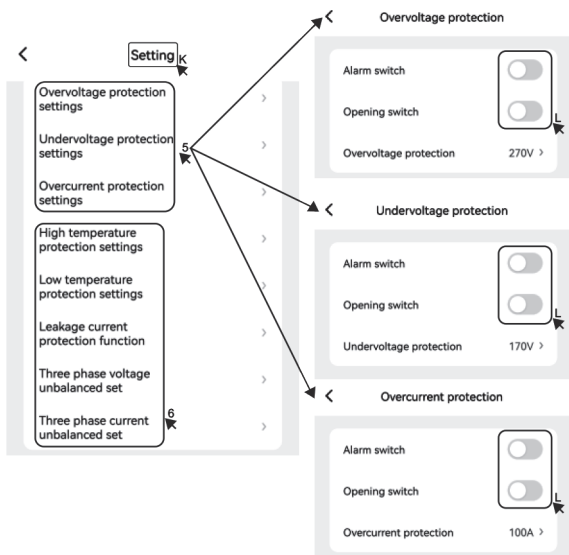 Setting
K
Overvoltage protection
settings
Undervoltage protection
settings
5
Overcurrent protection
settings
High temperature
protection settings
Low temperature
protection settings
Leakage current
protection function
Three phase voltage
unbalanced set
Three phase current
unbalanced set
6
Overvoltage protection
Alarm switch
Opening switch
L
Overvoltage protection 270V >
Undervoltage protection
Alarm switch
Opening switch
L
Undervoltage protection 170V >
Overcurrent protection
Alarm switch
Opening switch
L
Overcurrent protection 100A >